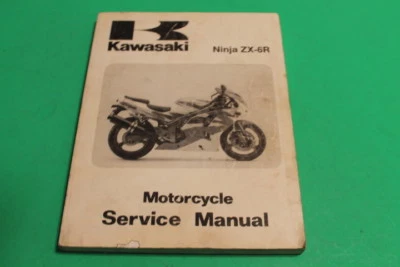 Kawasaki
Ninja ZX-6R
Motorcycle
Service Manual